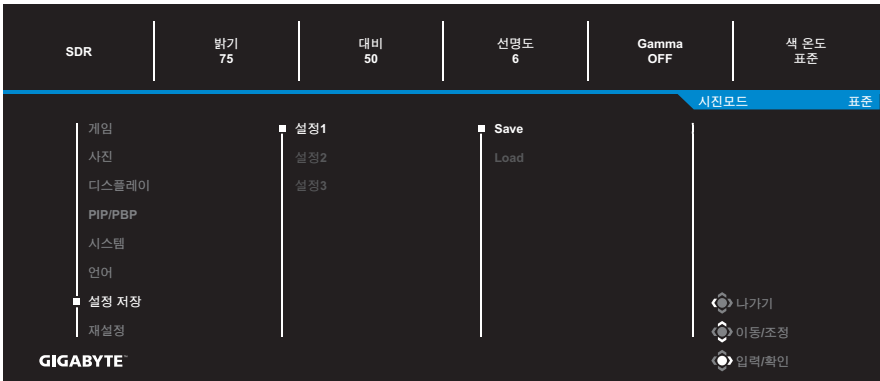 SDR
밝기
75
대비
50
선명도
6
Gamma
OFF
색 온도
표준
시진모드 표준
게임
사진
디스플레이
PIP/PBP
시스템
언어
설정 저장
재설정
설정1
설정2
설정3
Save
Load
나가기
이동/조정
입력/확인
GIGABYTE™